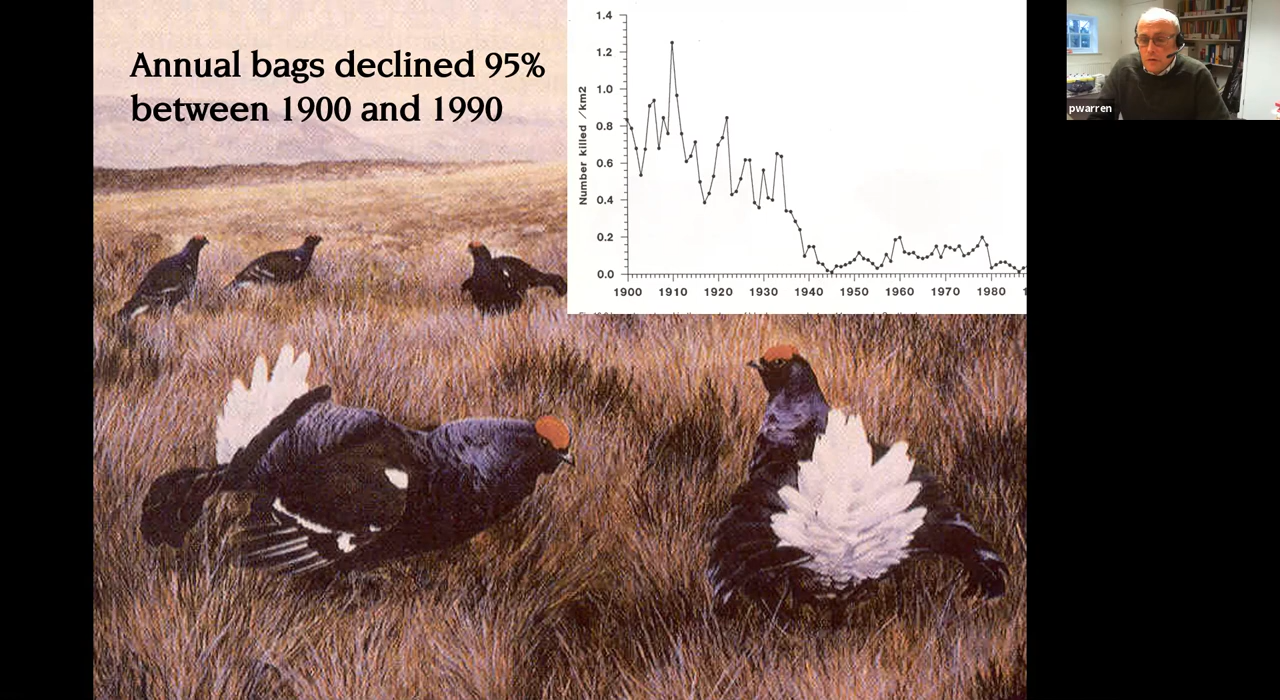 Annual bags declined 95%
between 1900 and 1990
1.4
1.2
1.0
0.8
0.6
0.4
0.2
0.0
Number killed /km2
1900 1910 1920 1930 1940 1950 1960 1970 1980
pwarren